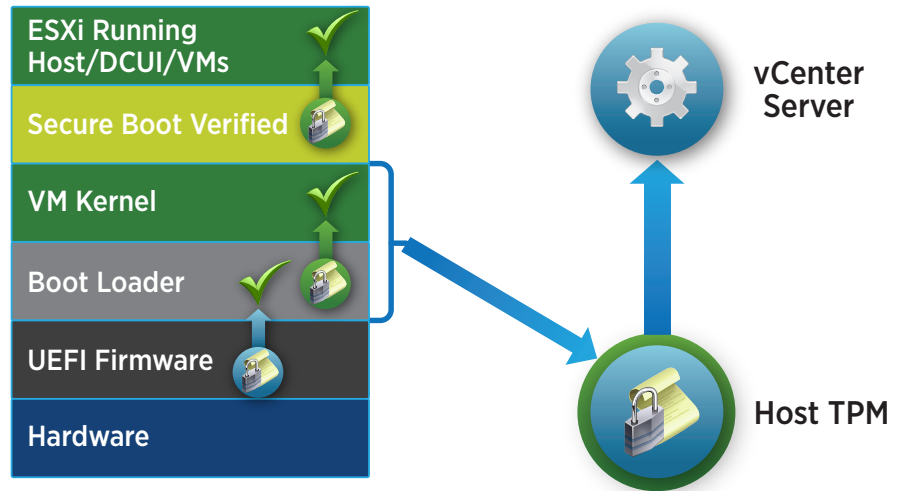 ESXi Running
Host/DCUI/VMs
Secure Boot Verified
VM Kernel
Boot Loader
UEFI Firmware
Hardware
vCenter
Server
Host TPM